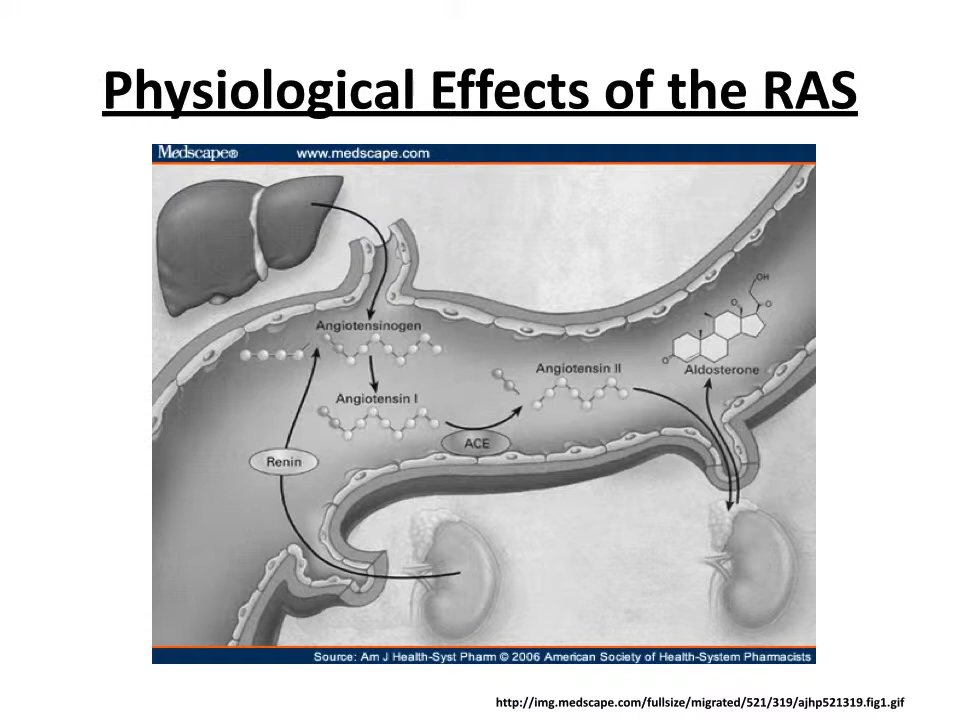 Physiological Effects of the RAS
Medscape® www.medscape.com
OH
O
O
Angiotensinogen
Angiotensin II
O
Aldosterone
Angiotensin I
ACE
Renin
Source: Am J Health-Syst Pharm © 2006 American Society of Health-System Pharmacists
http://img.medscape.com/fullsize/migrated/521/319/ajhp521319.fig1.gif